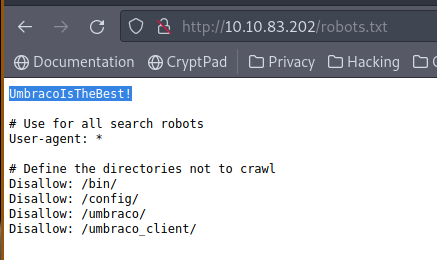 http://10.10.83.202/robots.txt
Documentation CryptPad Privacy Hacking
UmbracoIsTheBest!
# Use for all search robots
User-agent: *
# Define the directories not to crawl
Disallow: /bin/
Disallow: /config/
Disallow: /umbraco/
Disallow: /umbraco_client/